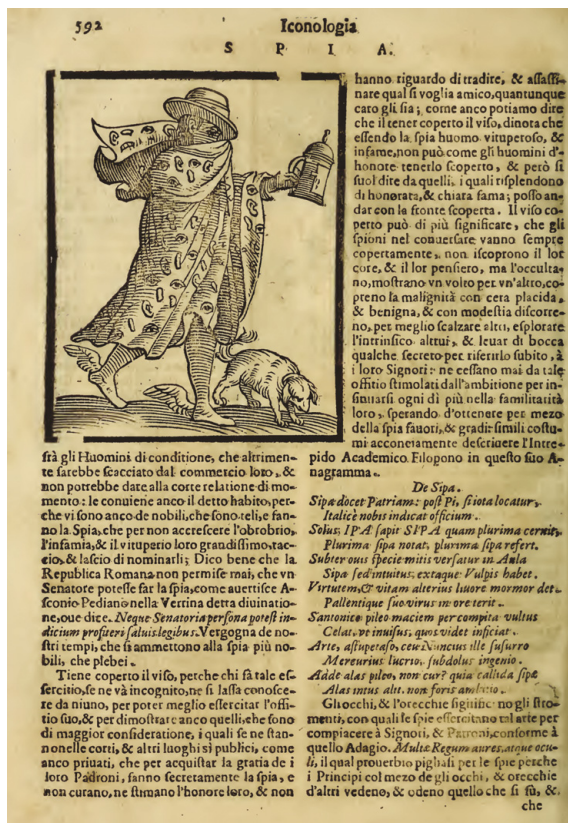 592
Iconologia
S P I A.
hanno riguardo di tradire, & aſſaſſi-
nare qual ſi voglia amico, quantunque
caro gli ſia; come anco potiamo dire
che il tener coperto il viſo, dinota che
eſſendo la ſpia huomo vituperoſo, &
infame, non può come gli huomini d'-
honore tenerlo ſcoperto, & però ſi
ſuol dire da quelli, i quali riſplendono
di honorata, & chiara fama; poſſo an-
dar con la fronte ſcoperta. Il viſo co-
perto può di più ſignificare, che gli
ſpioni nel conuerſare vanno ſempre
copertamente, non iſcoprono il lor
core, & il lor penſiero, ma l'occulta-
no, moſtrano vn volto per vn'altro, co-
preno la malignità con cera placida,
& benigna, & con modeſtia diſcorre-
no, per meglio ſcalzare altri, eſplorare
l'intrinſico altrui, & leuar di bocca
qualche ſecreto per riferirlo ſubito, à
i loro Signori: ne ceſſano mai da tale
offitio ſtimolati dall'ambitione per in-
ſinuarſi ogni dì più nella familiarità
loro, sperando d'ottenere per mezo
della ſpia fauori, & gradi: ſimili coſtu-
mi acconciamente deſcriuere l'Intre-
pido Academico Filopono in queſto ſuo A-
nagramma.
De Sipa.
Sipa docet Patriam: poſt Pi, ſi iota locatur,
Italicè nobis indicat officium.
Solus, IPA ſapit SIPA quam plurima cernit,
Plurima ſipa notat, plurima ſipa refert.
Subter ouis ſpecie mitis verſatur in Aula
Sipa ſed intuitus, extaque Vulpis habet.
Virtutem, & vitam alterius liuore mormor det
Pallentique ſuo virus in ore terit.
Santonico pileo maciem per compita vultus
Celat, vt inuiſus, quos videt inficiat.
Arte, aſtuque ſuo, ceu Nuncius ille ſuſurro
Mercurius lucrio, ſubdolus ingenio.
Adde alas pileo, non cur? quia callida ſipæ
Alas intus alit, non foris ambitio.
Gli occhi, & l'orecchie ſignificano gli ſtro-
menti, con quali le ſpie eſſercitano tal arte per
compiacere à Signori, & Patroni, conforme à
quello Adagio. Multæ Regum aures, atque ocu-
li, il qual prouerbio pigliaſi per le ſpie perche
i Principi col mezo de gli occhi, & orecchie
d'altri vedeno, & odeno quello che ſi fà, &
che
frà gli Huomini di conditione, che altrimen-
te ſarebbe ſcacciato dal commercio loro, &
non potrebbe dare alla corte relatione di mo-
mento: le conuiene anco il detto habito, per-
che vi ſono anco de nobili, che ſono teli, e fan-
no la Spia, che per non accreſcere l'obrobrio,
l'infamia, & il vituperio loro grandiſſimo, tac-
cio, & laſcio di nominarli; Dico bene che la
Republica Romana non permiſe mai, che vn
Senatore poteſſe far la ſpia, come auertiſce A-
ſconio Pediano nella Verrina detta diuinatio-
ne, oue dice. Neque Senatoria perſona poteſt in-
dicium profiteri ſaluis legibus. Vergogna de no-
ſtri tempi, che ſi ammettono alla ſpia più no-
bili, che plebei.
Tiene coperto il viſo, perche chi fà tale eſ-
ſercitio, ſe ne và incognito, ne ſi laſſa conoſce-
re da niuno, per poter meglio eſſercitar l'offi-
tio ſuo, & per dimoſtrare anco quelli, che ſono
di maggior conſideratione, i quali ſe ne ſtan-
no nelle corti, & altri luoghi ſi publici, come
anco priuati, che per acquiſtar la gratia de i
loro Padroni, fanno ſecretamente la ſpia, e
non curano, ne ſtimano l'honore loro, & non